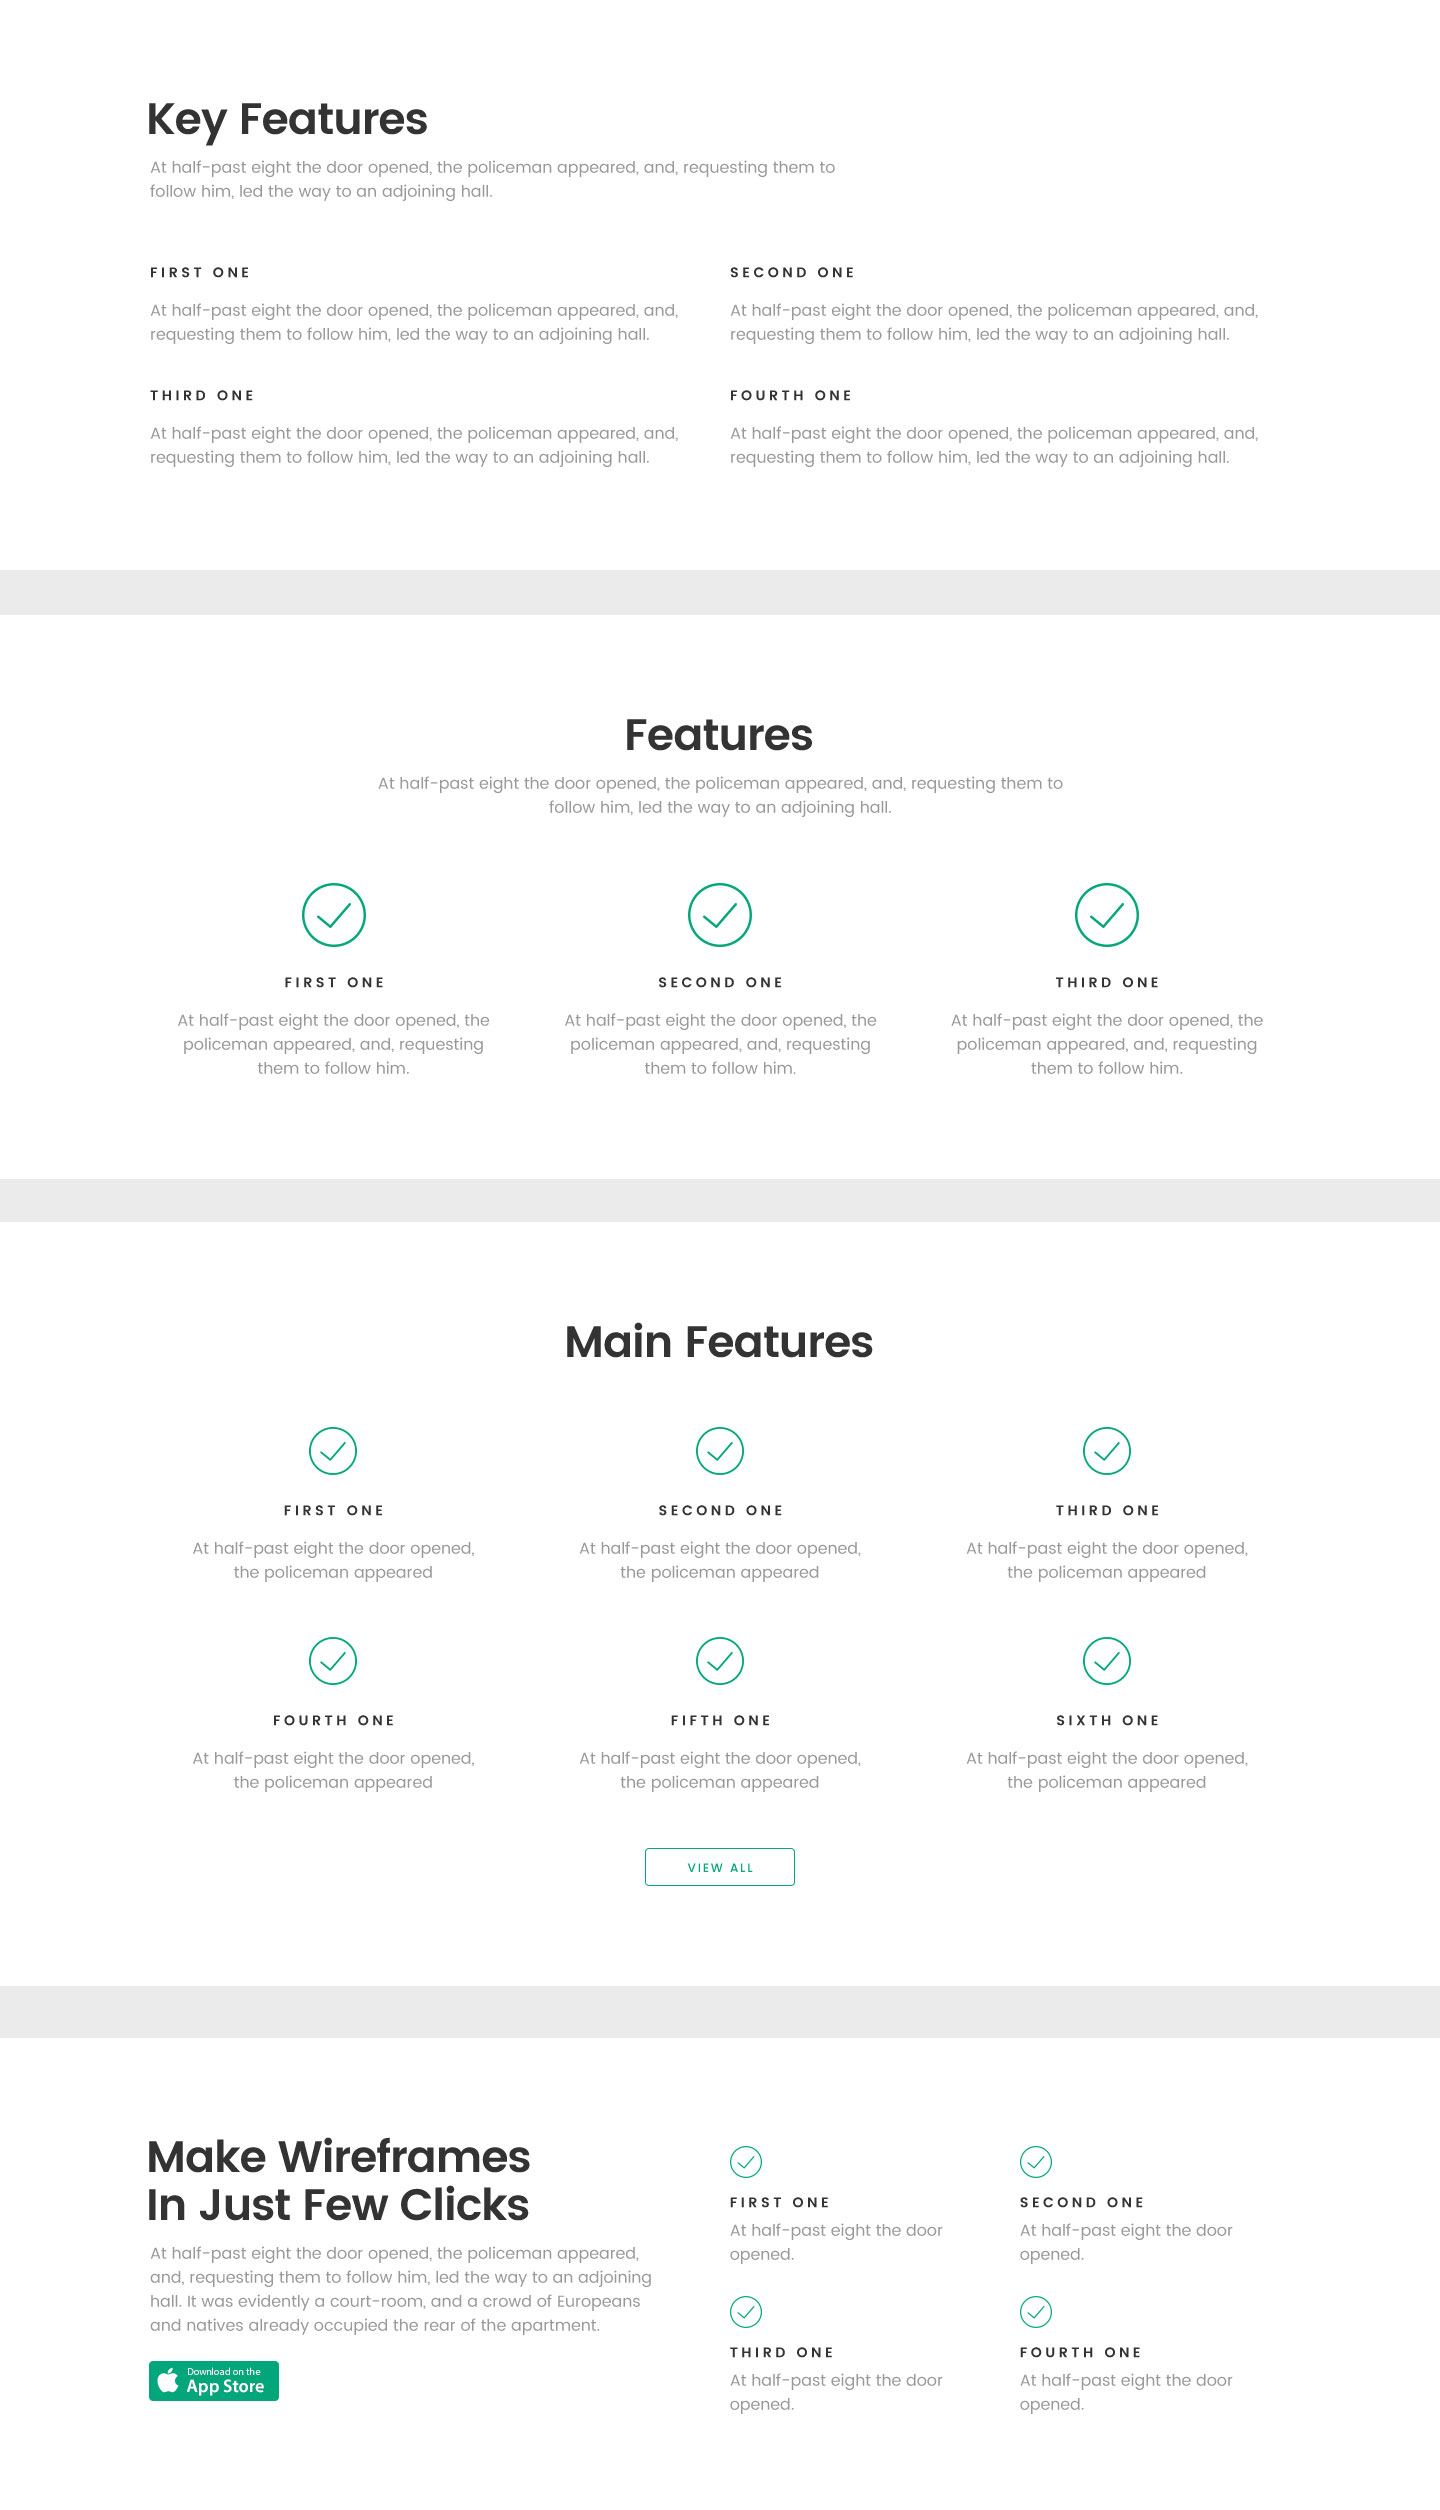 Key Features
At half-past eight the door opened, the policeman appeared, and, requesting them to
follow him, led the way to an adjoining hall.
FIRST ONE
At half-past eight the door opened, the policeman appeared, and,
requesting them to follow him, led the way to an adjoining hall.
SECOND ONE
At half-past eight the door opened, the policeman appeared, and,
requesting them to follow him, led the way to an adjoining hall.
THIRD ONE
At half-past eight the door opened, the policeman appeared, and,
requesting them to follow him, led the way to an adjoining hall.
FOURTH ONE
At half-past eight the door opened, the policeman appeared, and,
requesting them to follow him, led the way to an adjoining hall.
Features
At half-past eight the door opened, the policeman appeared, and, requesting them to
follow him, led the way to an adjoining hall.
FIRST ONE
At half-past eight the door opened, the
policeman appeared, and, requesting
them to follow him.
SECOND ONE
At half-past eight the door opened, the
policeman appeared, and, requesting
them to follow him.
THIRD ONE
At half-past eight the door opened, the
policeman appeared, and, requesting
them to follow him.
Main Features
FIRST ONE
At half-past eight the door opened,
the policeman appeared
SECOND ONE
At half-past eight the door opened,
the policeman appeared
THIRD ONE
At half-past eight the door opened,
the policeman appeared
FOURTH ONE
At half-past eight the door opened,
the policeman appeared
FIFTH ONE
At half-past eight the door opened,
the policeman appeared
SIXTH ONE
At half-past eight the door opened,
the policeman appeared
VIEW ALL
Make Wireframes
In Just Few Clicks
At half-past eight the door opened, the policeman appeared,
and, requesting them to follow him, led the way to an adjoining
hall. It was evidently a court-room, and a crowd of Europeans
and natives already occupied the rear of the apartment.
Download on the
App Store
FIRST ONE
At half-past eight the door
opened.
SECOND ONE
At half-past eight the door
opened.
THIRD ONE
At half-past eight the door
opened.
FOURTH ONE
At half-past eight the door
opened.